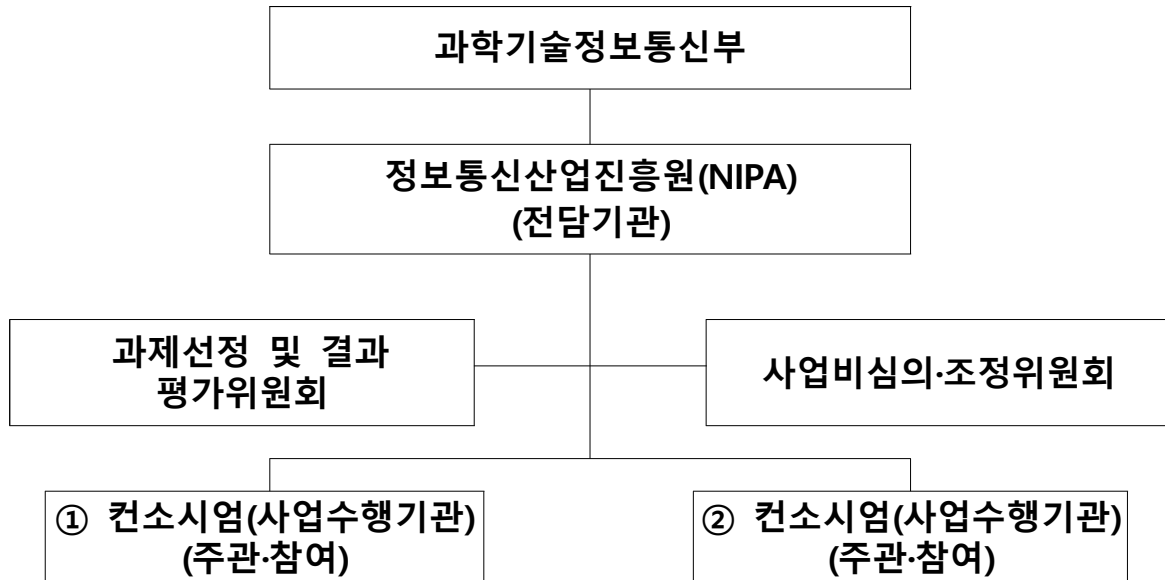 과학기술정보통신부
정보통신산업진흥원(NIPA)
(전담기관)
과제선정 및 결과
평가위원회
사업비심의·조정위원회
① 컨소시엄(사업수행기관)
(주관·참여)
② 컨소시엄(사업수행기관)
(주관·참여)